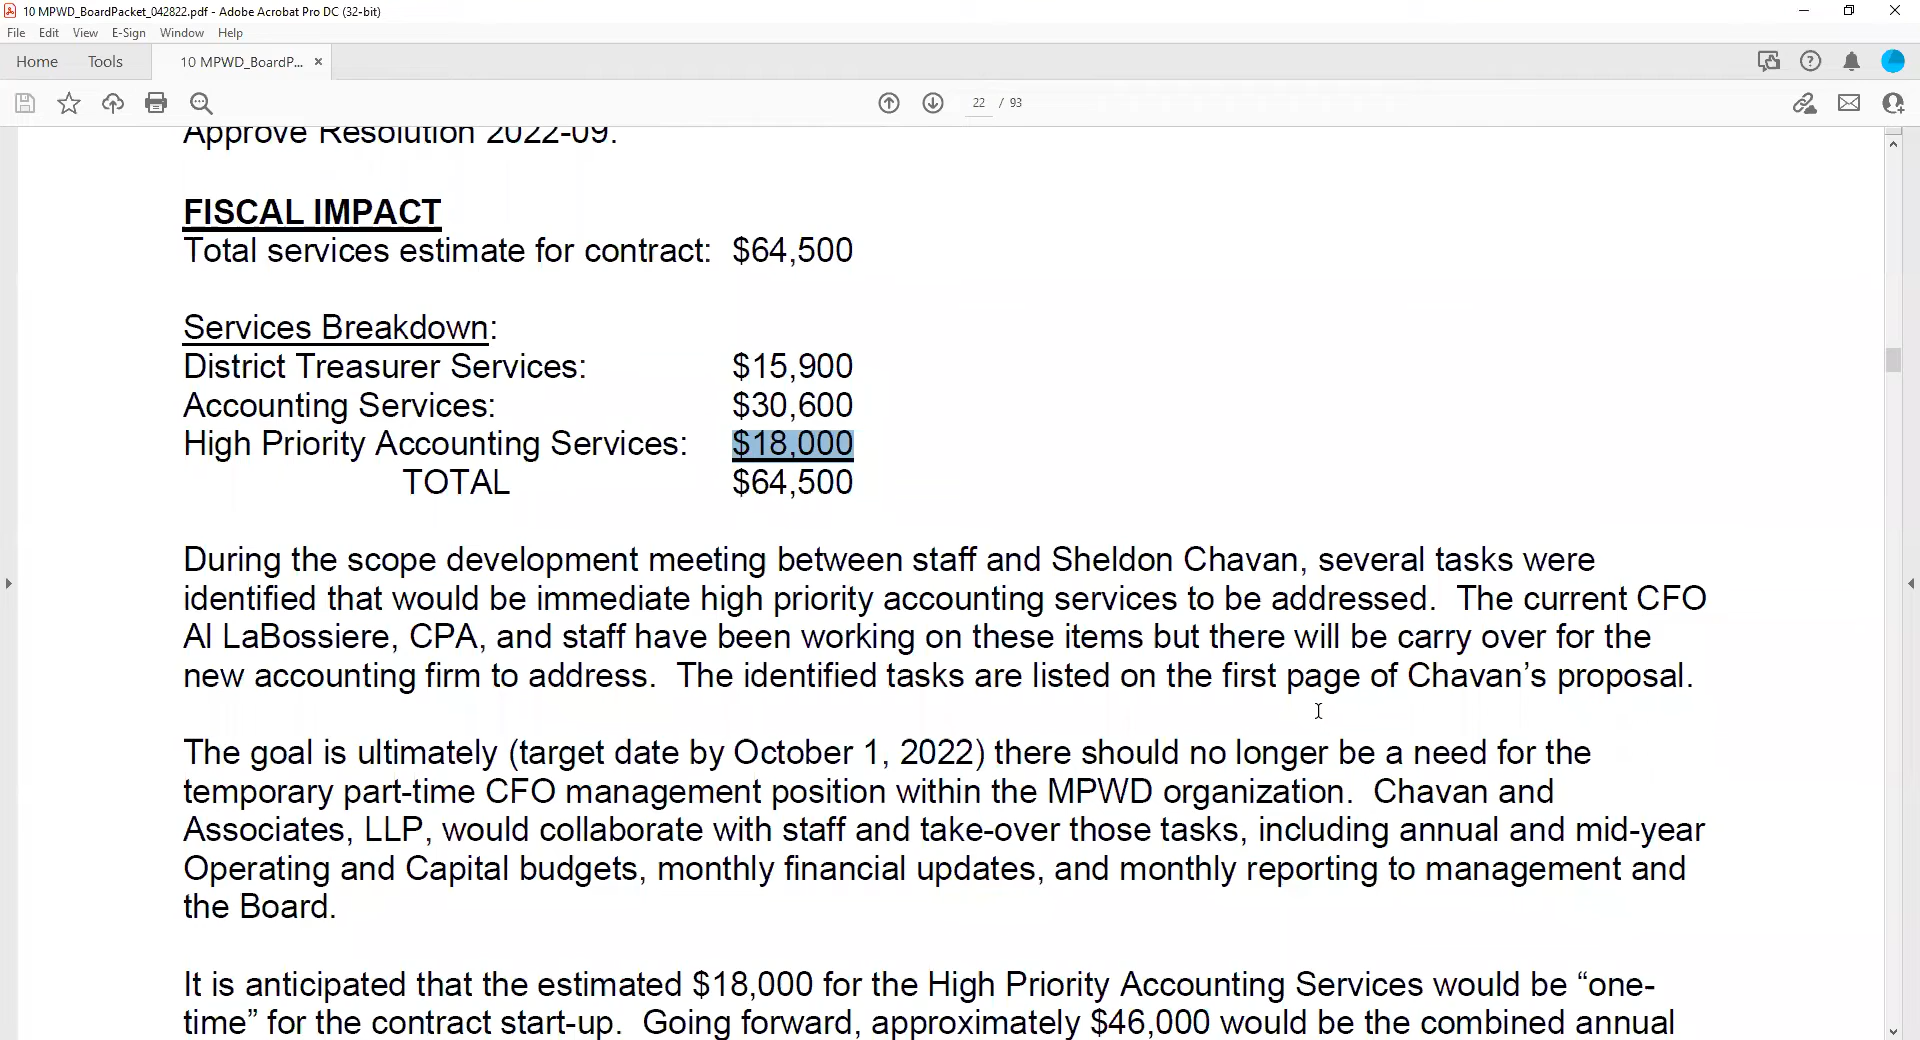 10 MPWD_BoardPacket_042822.pdf - Adobe Acrobat Pro DC (32-bit)
File Edit View E-Sign Window Help
Home Tools 10 MPWD_BoardP... ×
22 / 93
Approve Resolution 2022-09.
FISCAL IMPACT
Total services estimate for contract: $64,500
Services Breakdown:
District Treasurer Services: $15,900
Accounting Services: $30,600
High Priority Accounting Services: $18,000
TOTAL $64,500
During the scope development meeting between staff and Sheldon Chavan, several tasks were
identified that would be immediate high priority accounting services to be addressed. The current CFO
Al LaBossiere, CPA, and staff have been working on these items but there will be carry over for the
new accounting firm to address. The identified tasks are listed on the first page of Chavan’s proposal.
The goal is ultimately (target date by October 1, 2022) there should no longer be a need for the
temporary part-time CFO management position within the MPWD organization. Chavan and
Associates, LLP, would collaborate with staff and take-over those tasks, including annual and mid-year
Operating and Capital budgets, monthly financial updates, and monthly reporting to management and
the Board.
It is anticipated that the estimated $18,000 for the High Priority Accounting Services would be “one-
time” for the contract start-up. Going forward, approximately $46,000 would be the combined annual